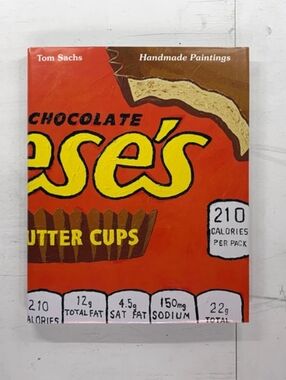 Tom Sachs Handmade Paintings
CHOCOLATE
ese's
UTTER CUPS
210
CALORIES
PER PACK
210 12g 4.5g 150mg 22g
ALORIES TOTAL FAT SAT FAT SODIUM TOTAL